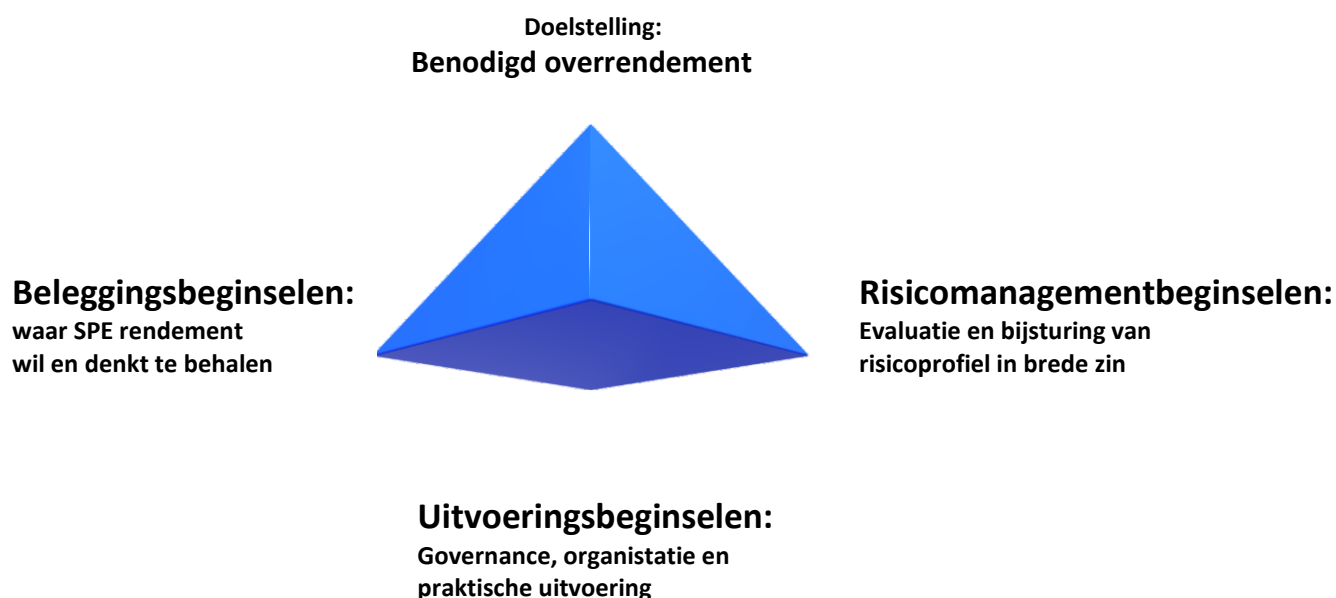 Doelstelling:
Benodigd overrendement
Beleggingsbeginselen:
waar SPE rendement
wil en denkt te behalen
Risicomanagementbeginselen:
Evaluatie en bijsturing van
risicoprofiel in brede zin
Uitvoeringsbeginselen:
Governance, organistatie en
praktische uitvoering